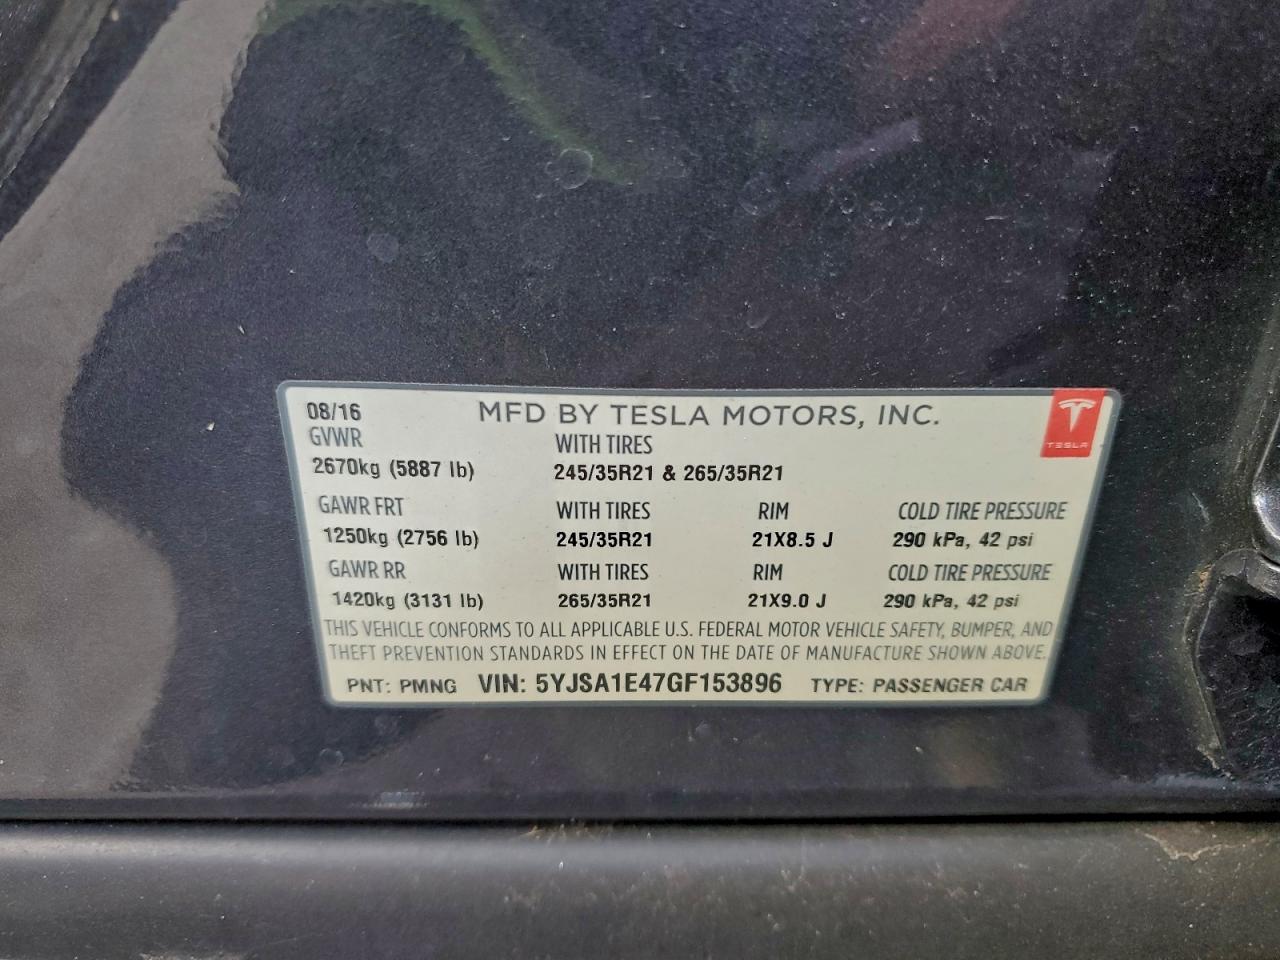 08/16 MFD BY TESLA MOTORS, INC.
TESLA
GVWR WITH TIRES
2670kg (5887 lb) 245/35R21 & 265/35R21
GAWR FRT WITH TIRES RIM COLD TIRE PRESSURE
1250kg (2756 lb) 245/35R21 21X8.5 J 290 kPa, 42 psi
GAWR RR WITH TIRES RIM COLD TIRE PRESSURE
1420kg (3131 lb) 265/35R21 21X9.0 J 290 kPa, 42 psi
THIS VEHICLE CONFORMS TO ALL APPLICABLE U.S. FEDERAL MOTOR VEHICLE SAFETY, BUMPER, AND
THEFT PREVENTION STANDARDS IN EFFECT ON THE DATE OF MANUFACTURE SHOWN ABOVE.
PNT: PMNG VIN: 5YJSA1E47GF153896 TYPE: PASSENGER CAR